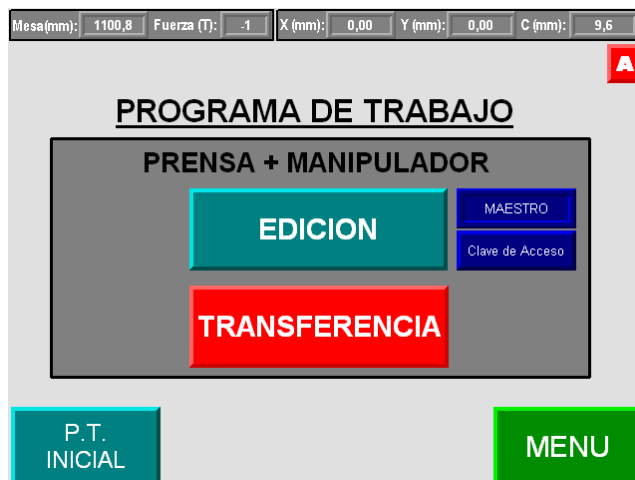 Mesa(mm): 1100,8 Fuerza (T): -1 X (mm): 0,00 Y (mm): 0,00 C (mm): 9,6
A
PROGRAMA DE TRABAJO
PRENSA + MANIPULADOR
EDICION
MAESTRO
Clave de Acceso
TRANSFERENCIA
P.T.
INICIAL
MENU